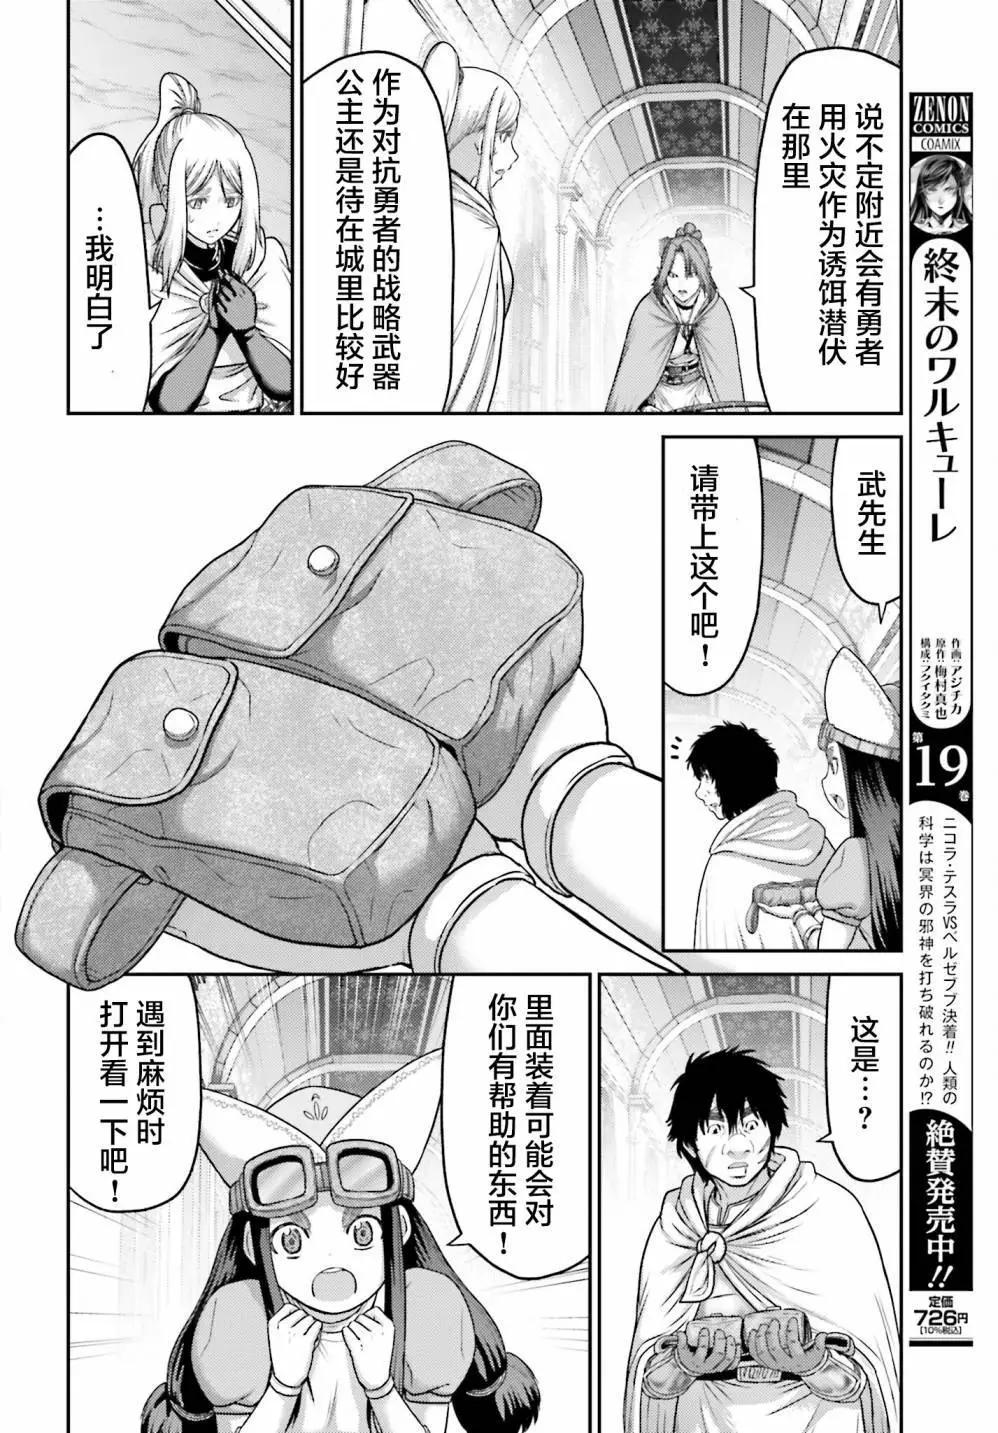 说不定附近会有勇者
用火灾作为诱饵潜伏
在那里
作为对抗勇者的战略武器
公主还是待在城里比较好
…我明白了
武先生
请带上这个吧！
这是…？
里面装着可能会对
你们有帮助的东西！
遇到麻烦时
打开看一下吧！
ZENON
COMICS
COAMIX
終末のワルキューレ
作画:アジチカ
原作:梅村真也
構成:フクイタクミ
第19巻
ニコラ・テスラVSベルゼブブ決着!! 人類の
科学は冥界の邪神を打ち破れるのか!?
絶賛発売中!!
定価
726円
[10%税込]